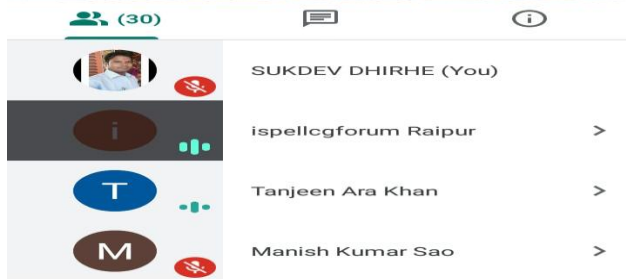 (30)
SUKDEV DHIRHE (You)
i
ispellcgforum Raipur
T
Tanjeen Ara Khan
M
Manish Kumar Sao